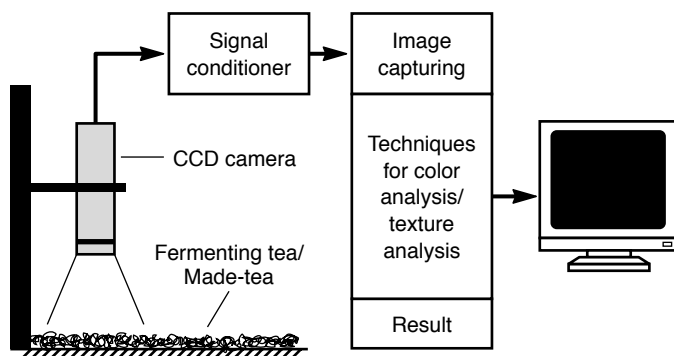 Signal
conditioner
Image
capturing
CCD camera
Techniques
for color
analysis/
texture
analysis
Fermenting tea/
Made-tea
Result